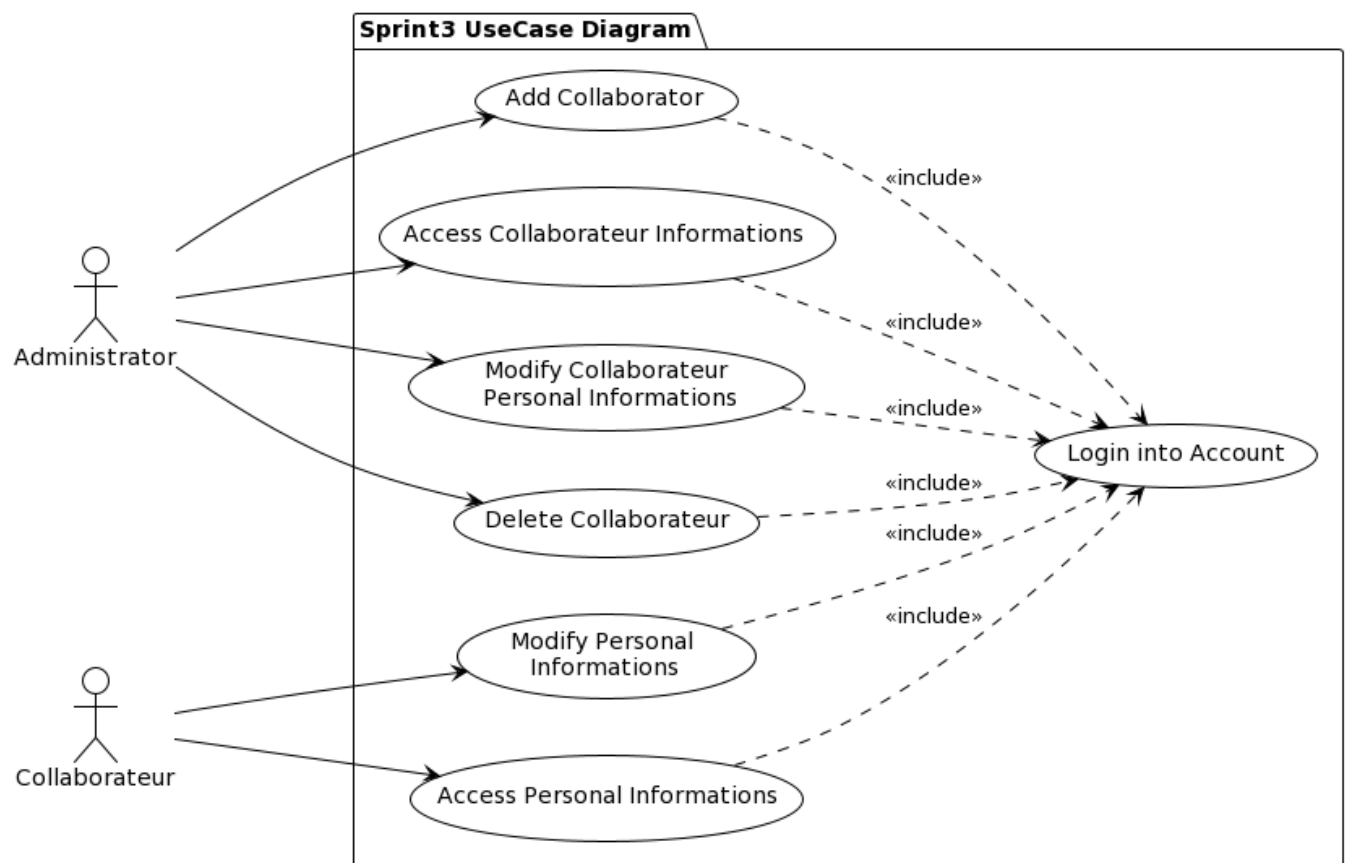 Sprint3 UseCase Diagram
Add Collaborator
«include»
Access Collaborateur Informations
Administrator
«include»
Modify Collaborateur
Personal Informations
«include»
Login into Account
«include»
Delete Collaborateur
«include»
Modify Personal
Informations
«include»
Collaborateur
Access Personal Informations